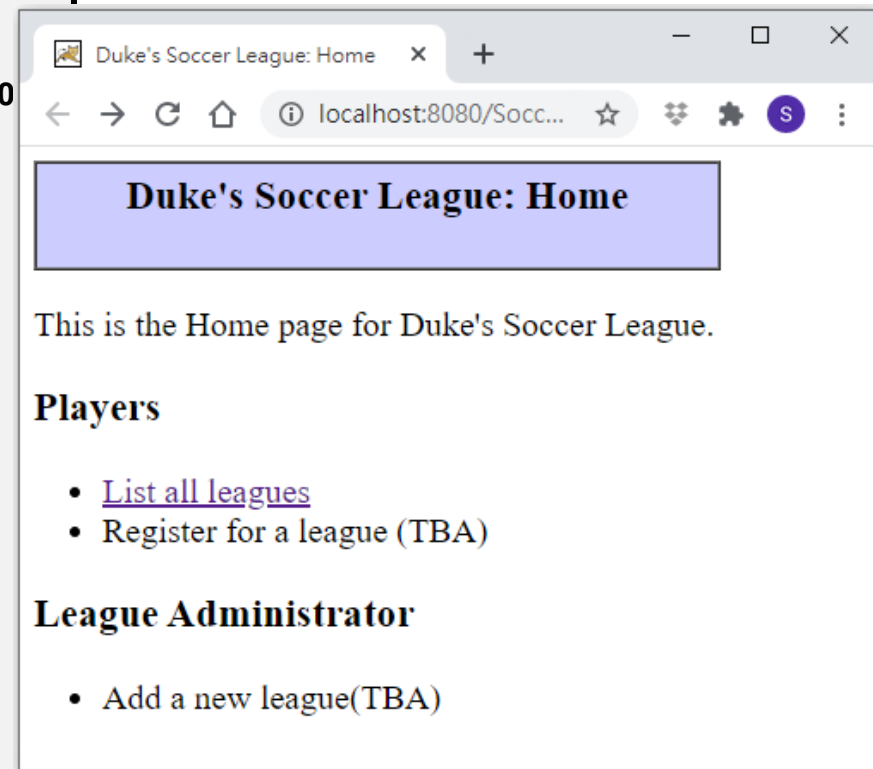 Duke's Soccer League: Home
0
localhost:8080/Socc...
S
Duke's Soccer League: Home
This is the Home page for Duke's Soccer League.
Players
• List all leagues
• Register for a league (TBA)
League Administrator
• Add a new league(TBA)